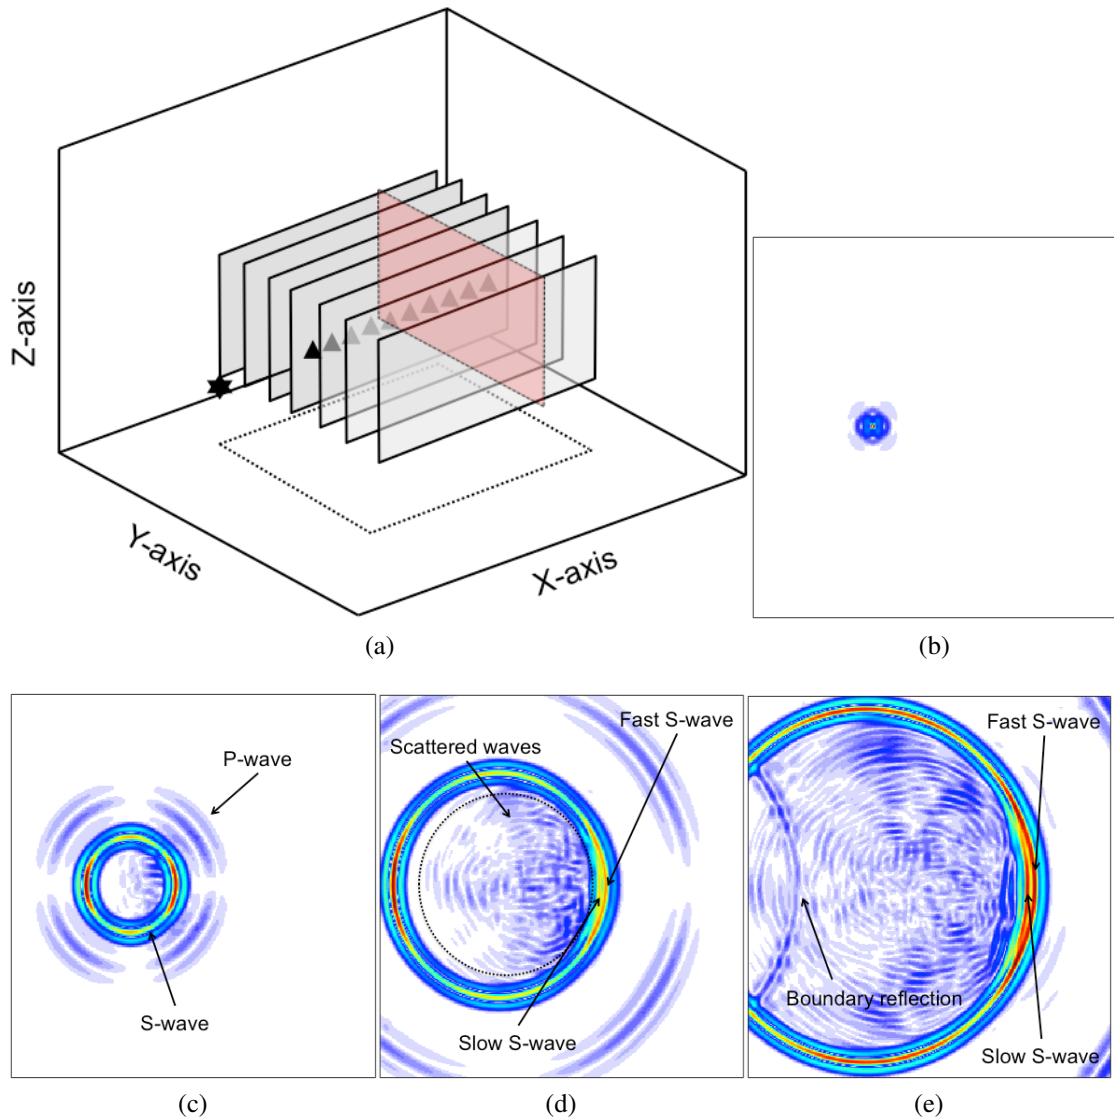 Z-axis
Y-axis
X-axis
(a)
(b)
P-wave
S-wave
(c)
Fast S-wave
Scattered waves
Slow S-wave
(d)
Fast S-wave
Boundary reflection
Slow S-wave
(e)